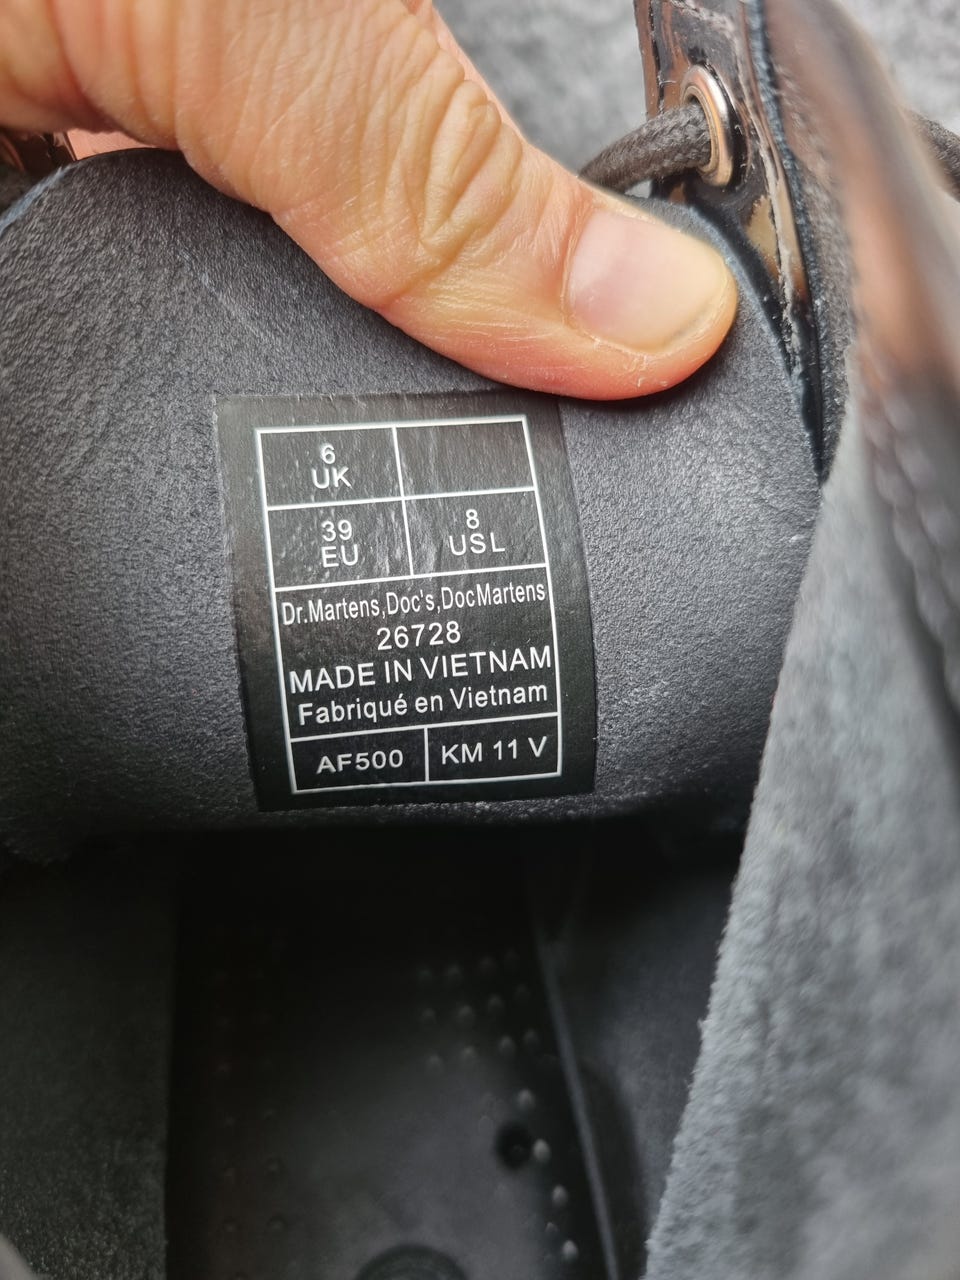 6
UK
39
EU
8
USL
Dr.Martens,Doc's,DocMartens
26728
MADE IN VIETNAM
Fabriqué en Vietnam
AF500
KM 11 V